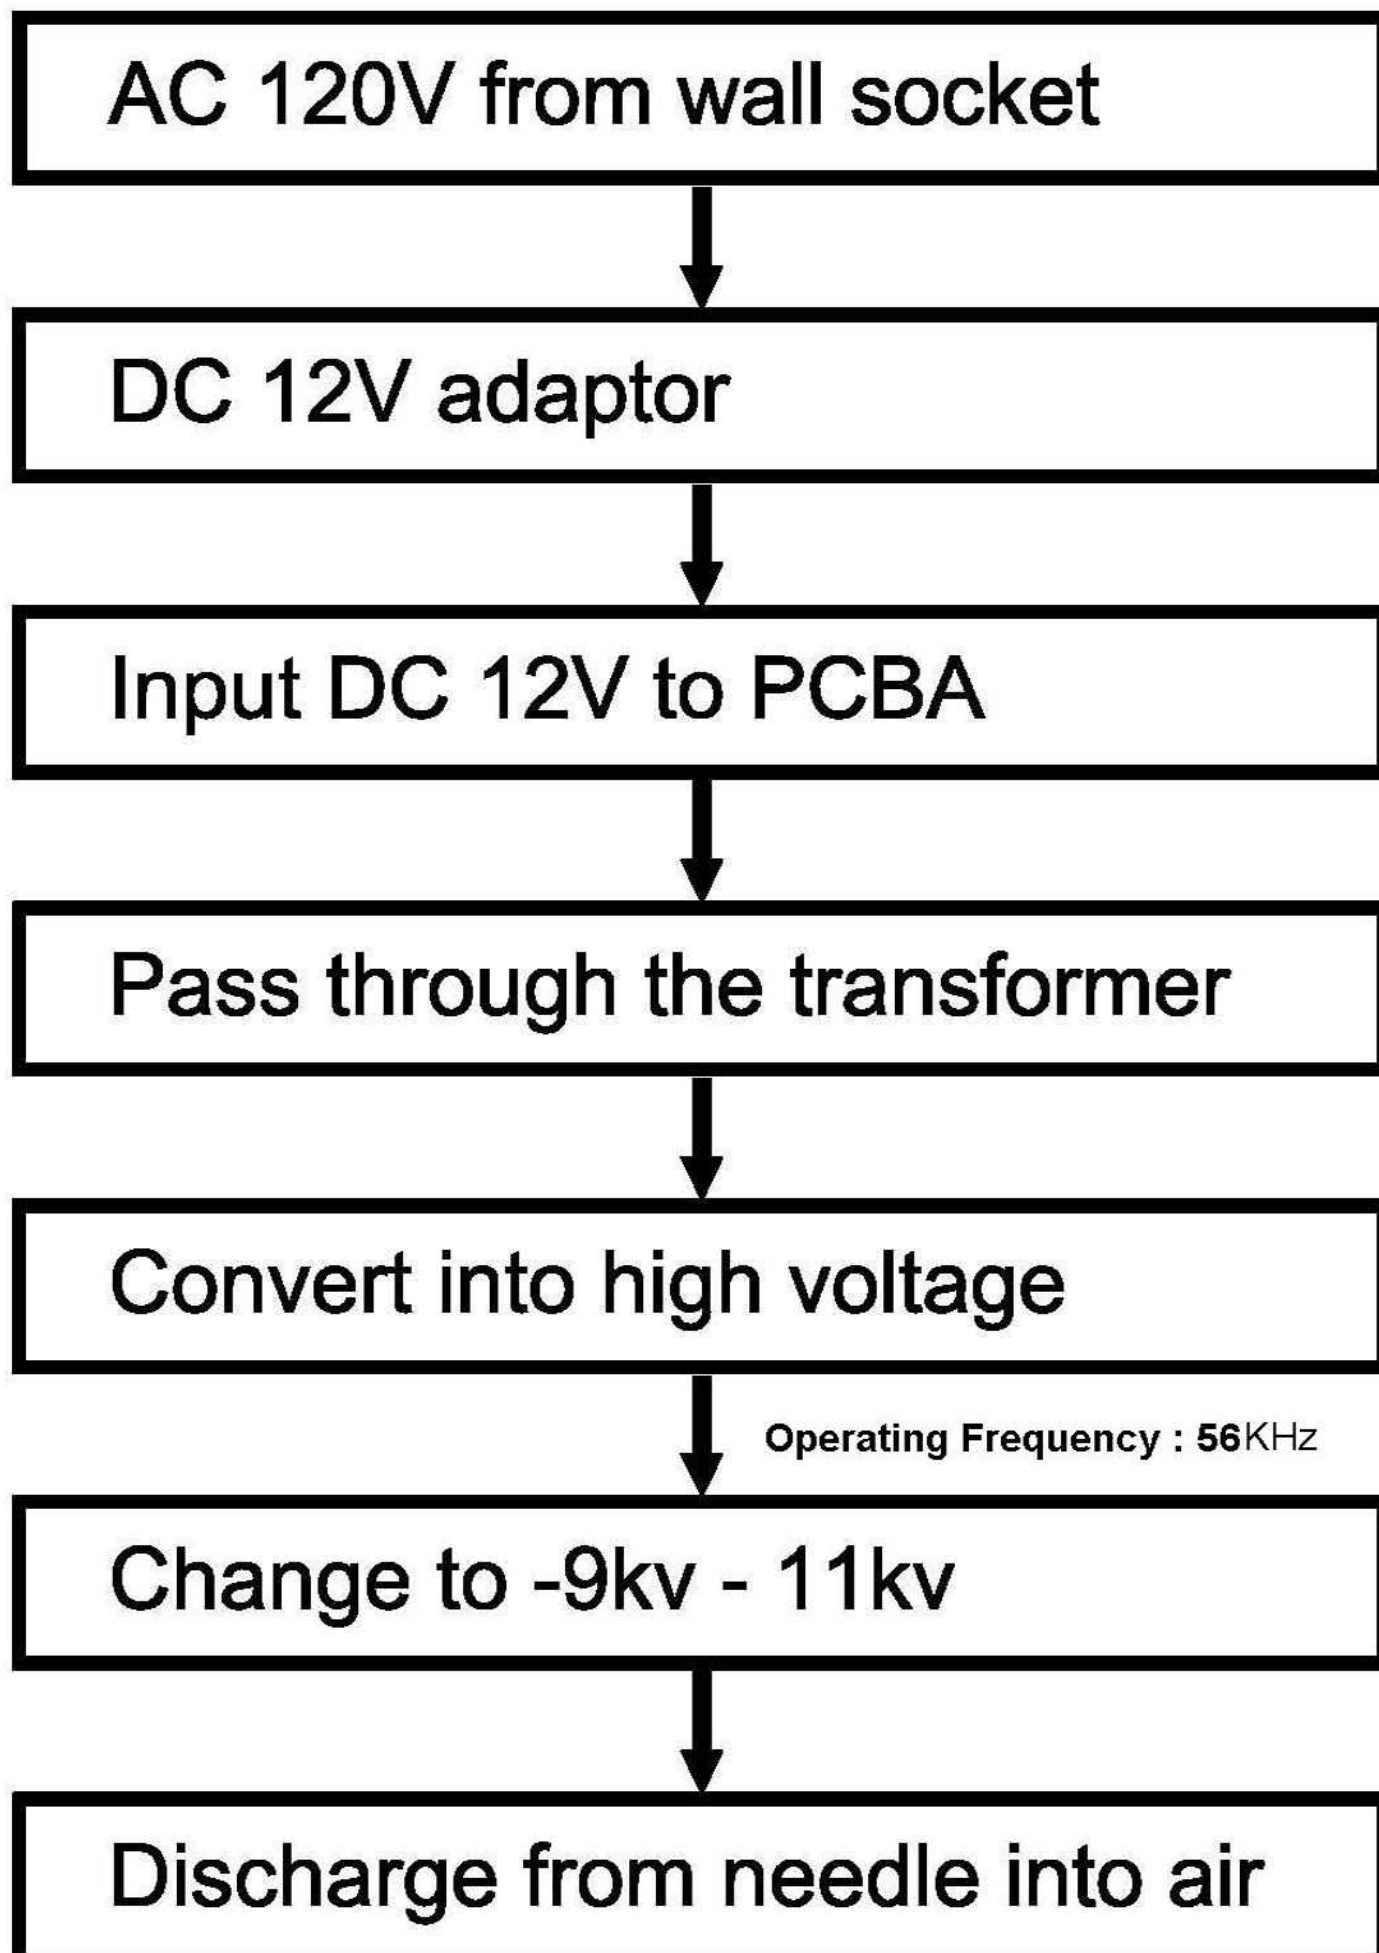 AC 120V from wall socket
DC 12V adaptor
Input DC 12V to PCBA
Pass through the transformer
Convert into high voltage
Operating Frequency : 56KHz
Change to -9kv - 11kv
Discharge from needle into air